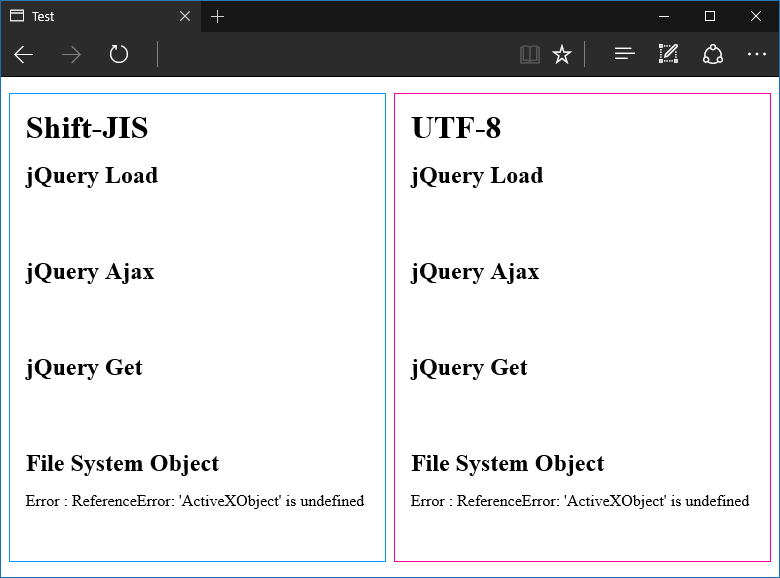 Test
Shift-JIS
jQuery Load
jQuery Ajax
jQuery Get
File System Object
Error : ReferenceError: 'ActiveXObject' is undefined
UTF-8
jQuery Load
jQuery Ajax
jQuery Get
File System Object
Error : ReferenceError: 'ActiveXObject' is undefined